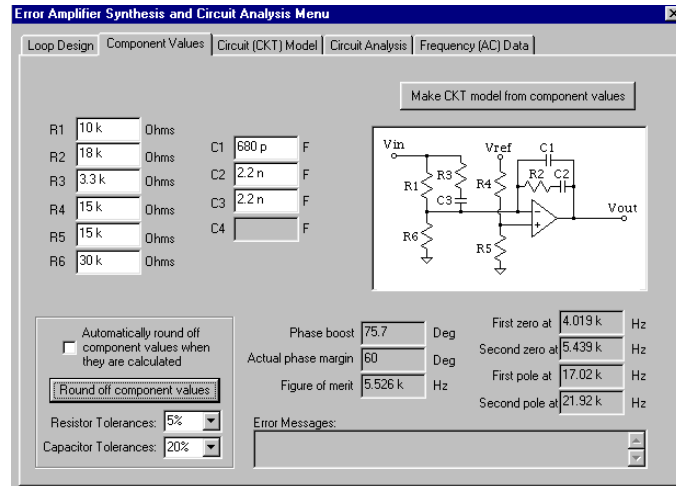 Error Amplifier Synthesis and Circuit Analysis Menu
Loop Design Component Values Circuit (CKT) Model Circuit Analysis Frequency (AC) Data
Make CKT model from component values
R1 10 k Ohms
R2 18 k Ohms
R3 3.3 k Ohms
R4 15 k Ohms
R5 15 k Ohms
R6 30 k Ohms
C1 680 p F
C2 2.2 n F
C3 2.2 n F
C4 F
Vin Vref C1
R3 R4 R2 C2
R1
C3 Vout
R6 R5
Automatically round off
component values when
they are calculated
Round off component values
Resistor Tolerances: 5%
Capacitor Tolerances: 20%
Phase boost 75.7 Deg
Actual phase margin 60 Deg
Figure of merit 5.526 k Hz
First zero at 4.019 k Hz
Second zero at 5.439 k Hz
First pole at 17.02 k Hz
Second pole at 21.92 k Hz
Error Messages: